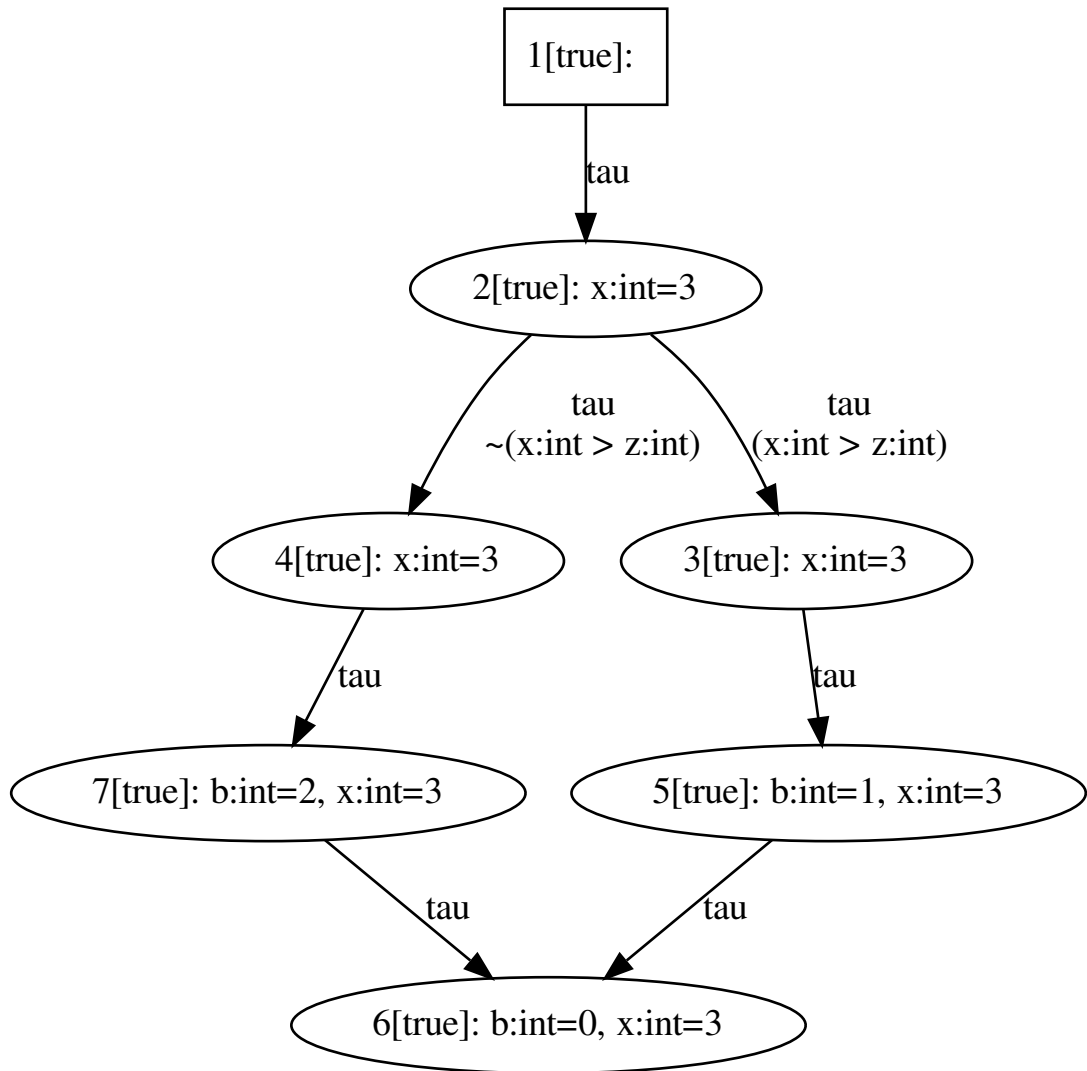 1[true]:
tau
2[true]: x:int=3
tau
~(x:int > z:int)
tau
(x:int > z:int)
4[true]: x:int=3
3[true]: x:int=3
tau
tau
7[true]: b:int=2, x:int=3
5[true]: b:int=1, x:int=3
tau
tau
6[true]: b:int=0, x:int=3